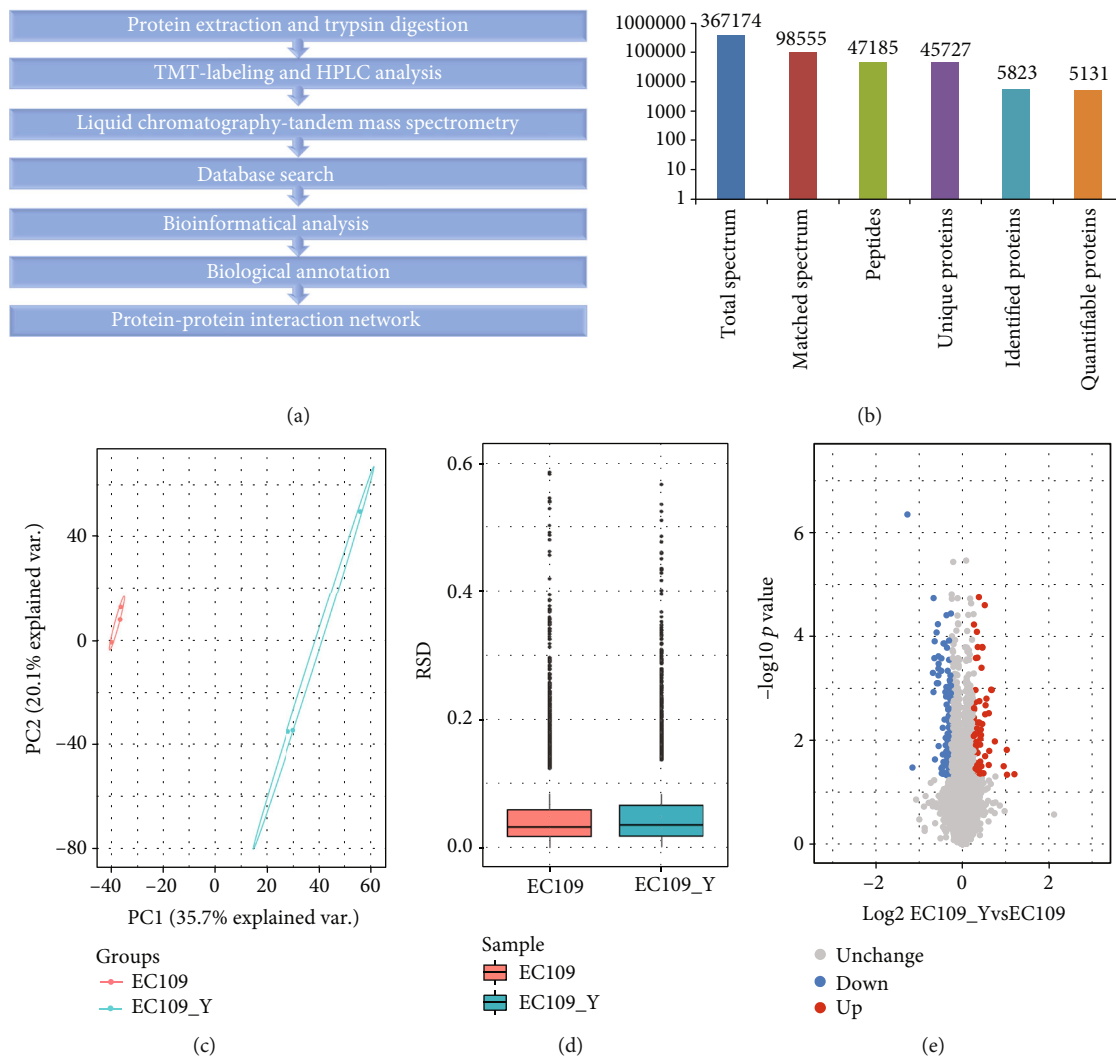 Protein extraction and trypsin digestion
TMT-labeling and HPLC analysis
Liquid chromatography-tandem mass spectrometry
Database search
Bioinformatical analysis
Biological annotation
Protein-protein interaction network
(a)
1000000
100000
10000
1000
100
10
1
367174
98555
47185
45727
5823
5131
Total spectrum
Matched spectrum
Peptides
Unique proteins
Identified proteins
Quantifiable proteins
(b)
PC2 (20.1% explained var.)
40
0
−40
−80
−40
−20
0
20
40
60
PC1 (35.7% explained var.)
Groups
EC109
EC109_Y
(c)
RSD
0.6
0.4
0.2
0.0
EC109
EC109_Y
Sample
EC109
EC109_Y
(d)
−log10 p value
6
4
2
0
−2
0
2
Log2 EC109_YvsEC109
Unchange
Down
Up
(e)